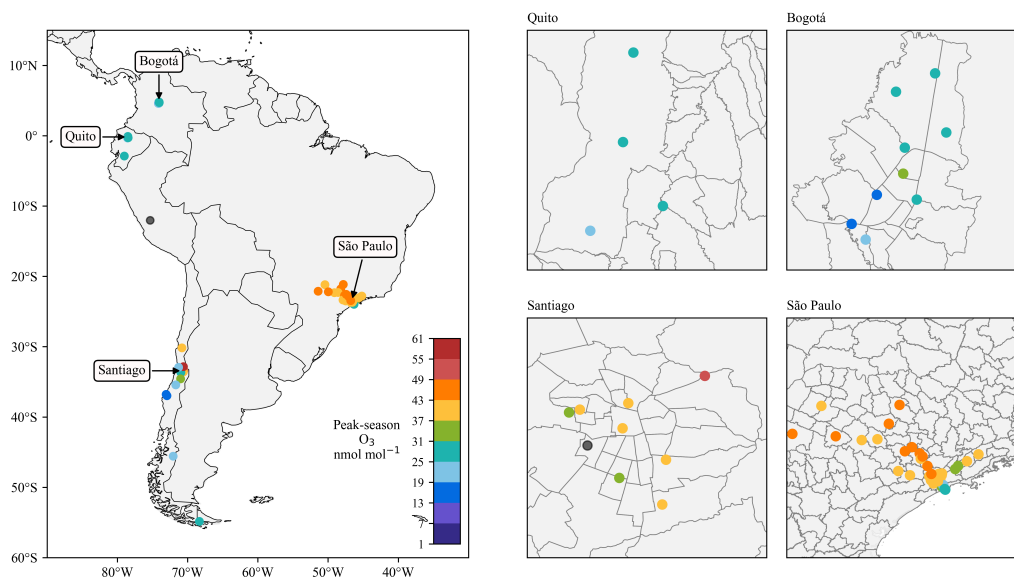 Quito
Bogotá
10°N
0°
10°S
20°S
30°S
40°S
50°S
60°S
80°W
70°W
60°W
50°W
40°W
Bogotá
Quito
São Paulo
Santiago
Peak-season
O₃
nmol mol⁻¹
61
55
49
43
37
31
25
19
13
7
1
Santiago
São Paulo